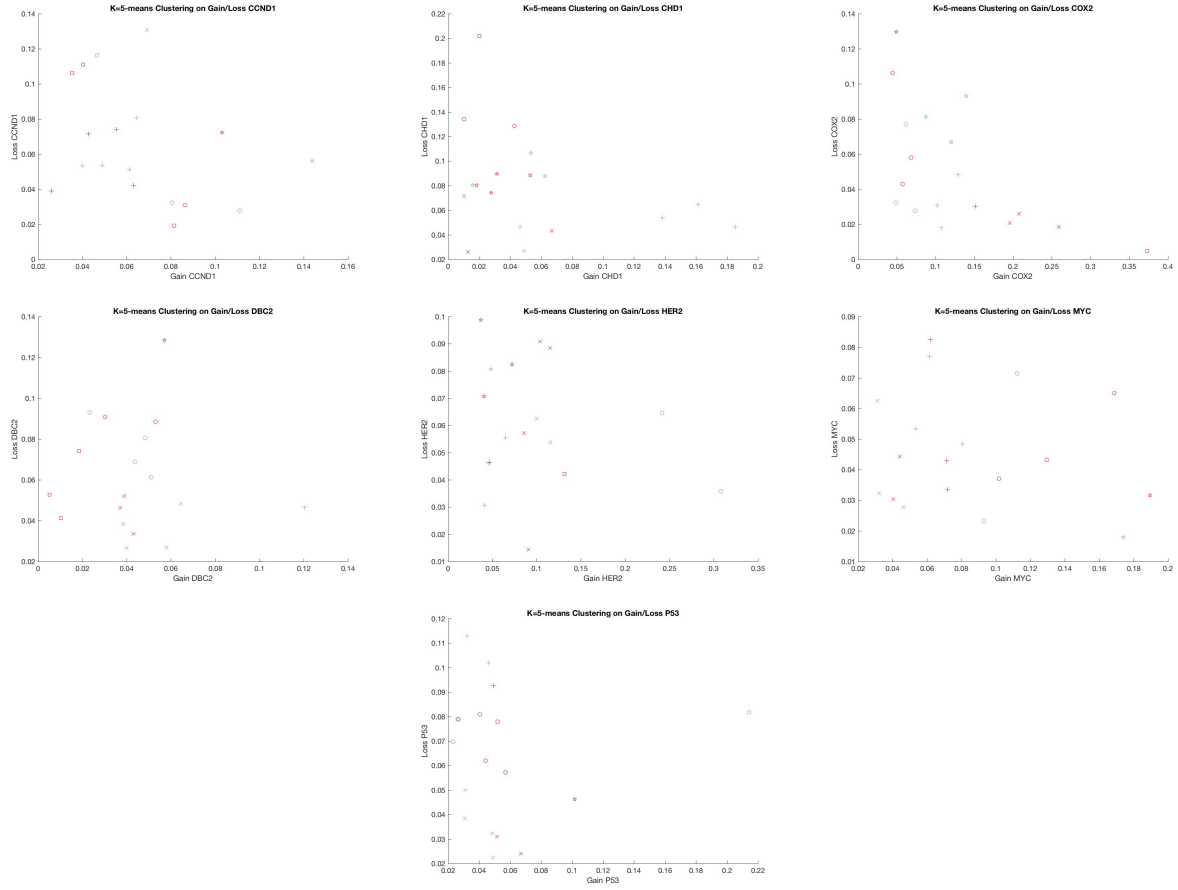 K=5-means Clustering on Gain/Loss CCND1
0.14
0.12
0.1
0.08
0.06
0.04
0.02
0
Loss CCND1
0.02 0.04 0.06 0.08 0.1 0.12 0.14 0.16
Gain CCND1
K=5-means Clustering on Gain/Loss CHD1
0.2
0.2
0.18
0.16
0.14
0.12
0.1
0.08
0.06
0.04
0.02
Loss CHD1
0 0.02 0.04 0.06 0.08 0.1 0.12 0.14 0.16 0.18 0.2
Gain CHD1
K=5-means Clustering on Gain/Loss COX2
0.14
0.12
0.1
0.08
0.06
0.04
0.02
0
Loss COX2
0 0.05 0.1 0.15 0.2 0.25 0.3 0.35 0.4
Gain COX2
K=5-means Clustering on Gain/Loss DBC2
0.14
0.12
0.1
0.08
0.06
0.04
0.02
Loss DBC2
0 0.02 0.04 0.06 0.08 0.1 0.12 0.14
Gain DBC2
K=5-means Clustering on Gain/Loss HER2
0.1
0.09
0.08
0.07
0.06
0.05
0.04
0.03
0.02
0.01
Loss HER2
0 0.05 0.1 0.15 0.2 0.25 0.3 0.35
Gain HER2
K=5-means Clustering on Gain/Loss MYC
0.09
0.08
0.07
0.06
0.05
0.04
0.03
0.02
0.01
Loss MYC
0.02 0.04 0.06 0.08 0.1 0.12 0.14 0.16 0.18 0.2
Gain MYC
K=5-means Clustering on Gain/Loss P53
0.12
0.11
0.1
0.09
0.08
0.07
0.06
0.05
0.04
0.03
0.02
Loss P53
0.02 0.04 0.06 0.08 0.1 0.12 0.14 0.16 0.18 0.2 0.22
Gain P53